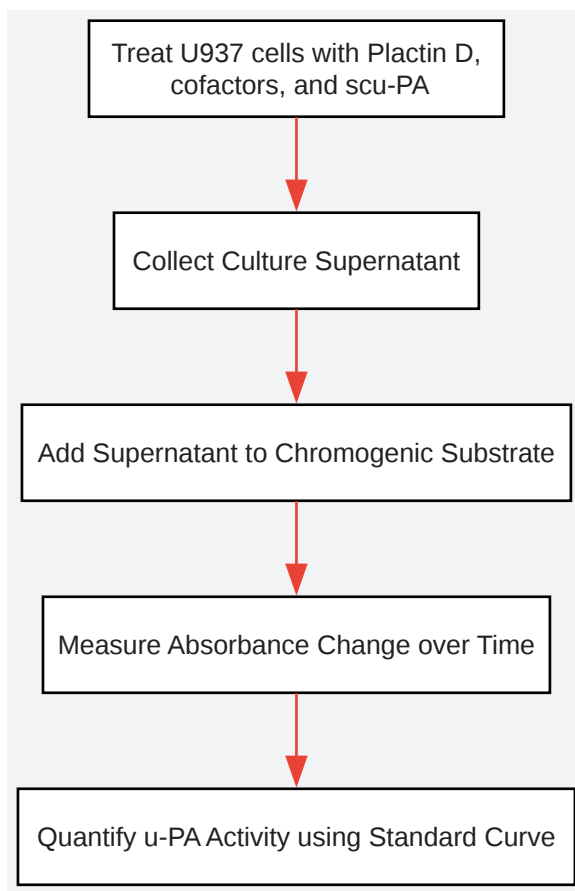 Treat U937 cells with Plactin D,
cofactors, and scu-PA
Collect Culture Supernatant
Add Supernatant to Chromogenic Substrate
Measure Absorbance Change over Time
Quantify u-PA Activity using Standard Curve